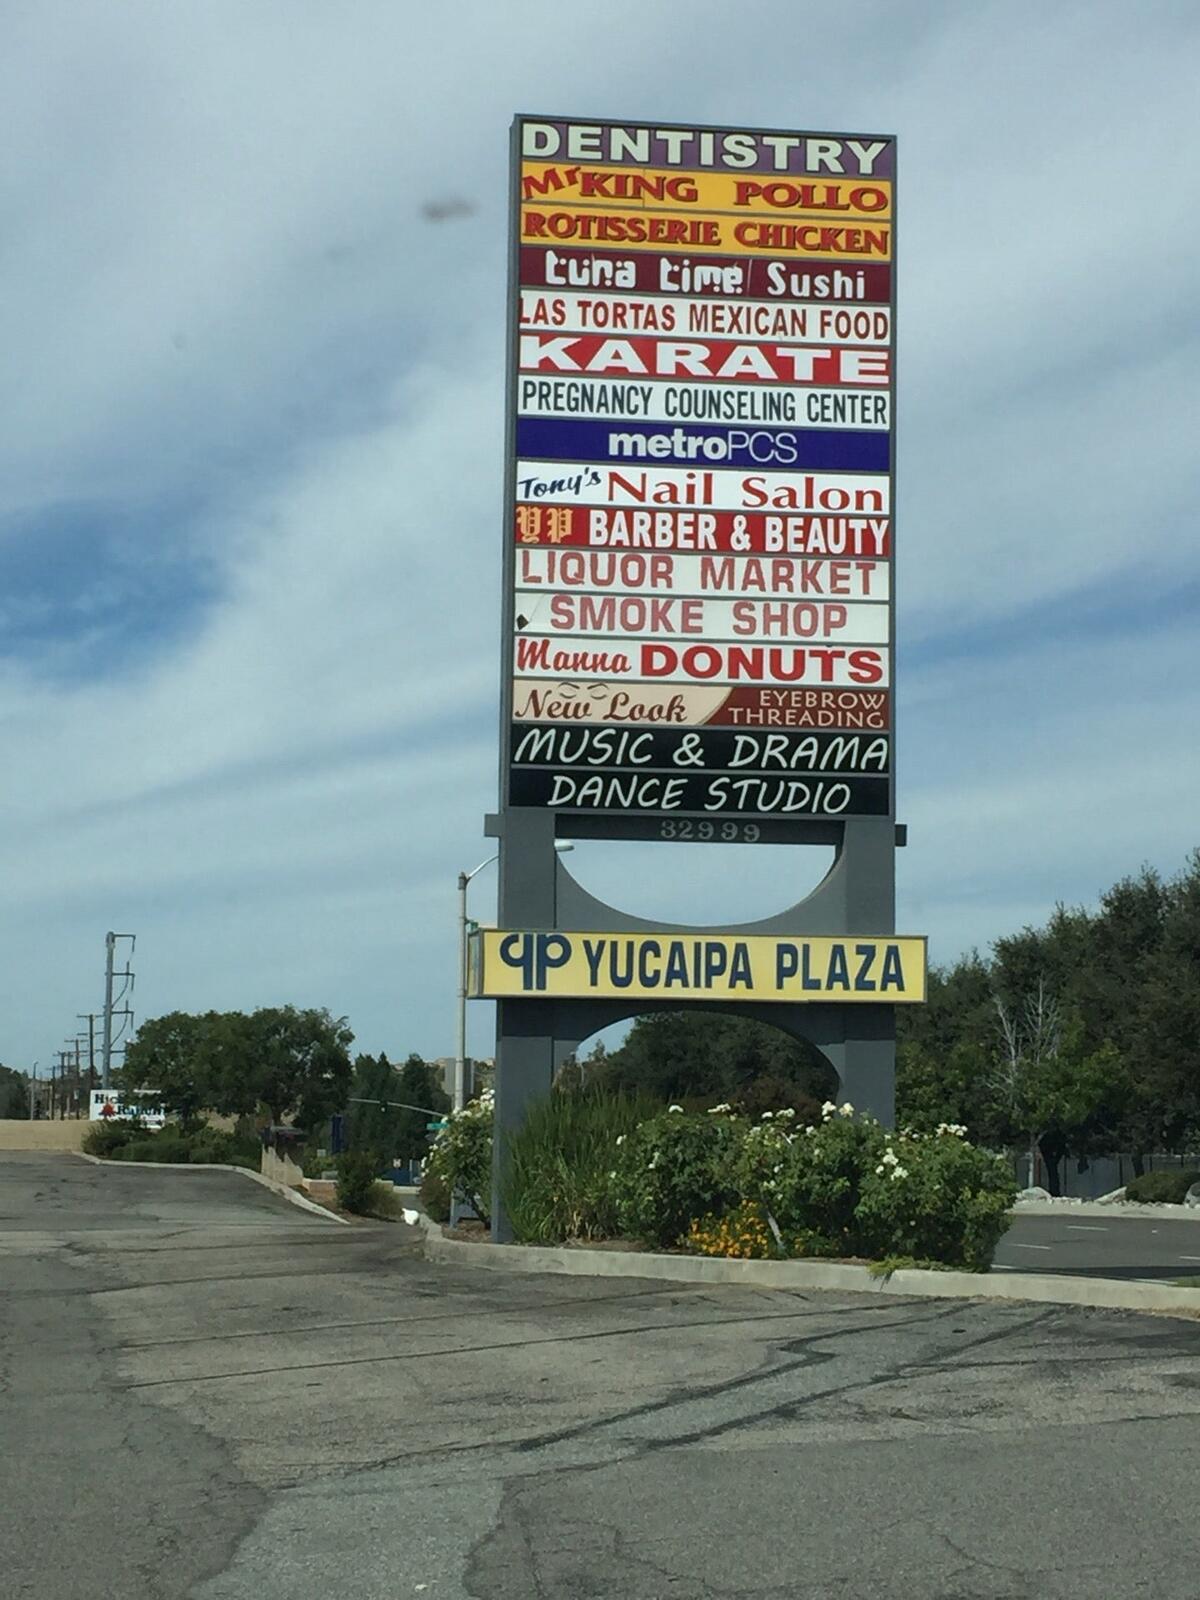 DENTISTRY
Mr KING POLLO
ROTISSERIE CHICKEN
tuna time Sushi
LAS TORTAS MEXICAN FOOD
KARATE
PREGNANCY COUNSELING CENTER
metroPCS
Tony's Nail Salon
YP BARBER & BEAUTY
LIQUOR MARKET
SMOKE SHOP
Manna DONUTS
New Look EYEBROW
THREADING
MUSIC & DRAMA
DANCE STUDIO
32999
YP YUCAIPA PLAZA